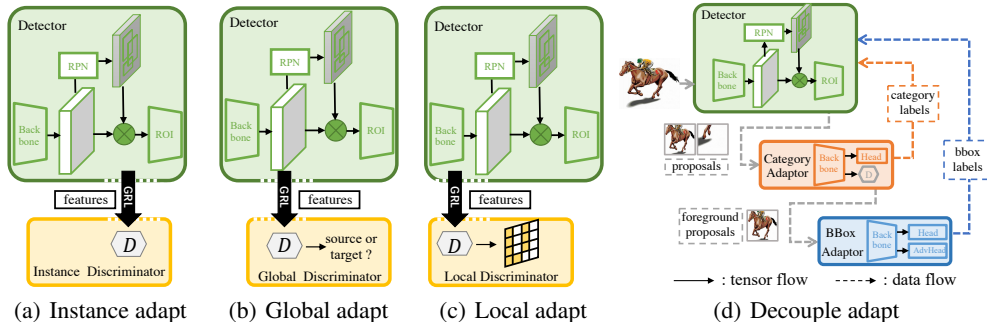 Detector
RPN
Back
bone
ROI
GRL
features
D
Instance Discriminator
(a) Instance adapt
Detector
RPN
Back
bone
ROI
GRL
features
D
source or
target ?
Global Discriminator
(b) Global adapt
Detector
RPN
Back
bone
ROI
GRL
features
D
Local Discriminator
(c) Local adapt
Detector
RPN
Back
bone
ROI
category
labels
bbox
labels
proposals
Category
Adaptor
Back
bone
Head
D
foreground
proposals
BBox
Adaptor
Back
bone
Head
AdvHead
: tensor flow
: data flow
(d) Decouple adapt